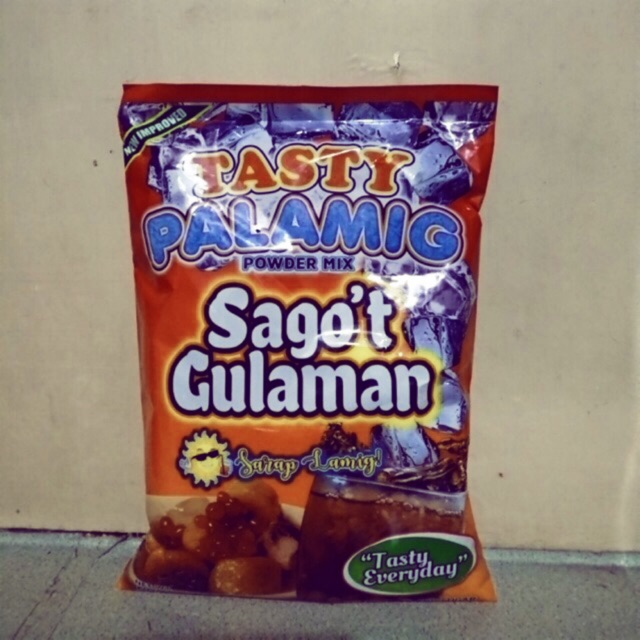 NEW IMPROVED
TASTY
PALAMIG
POWDER MIX
Sago't
Gulaman
Sarap Lamig!
"Tasty
Everyday"